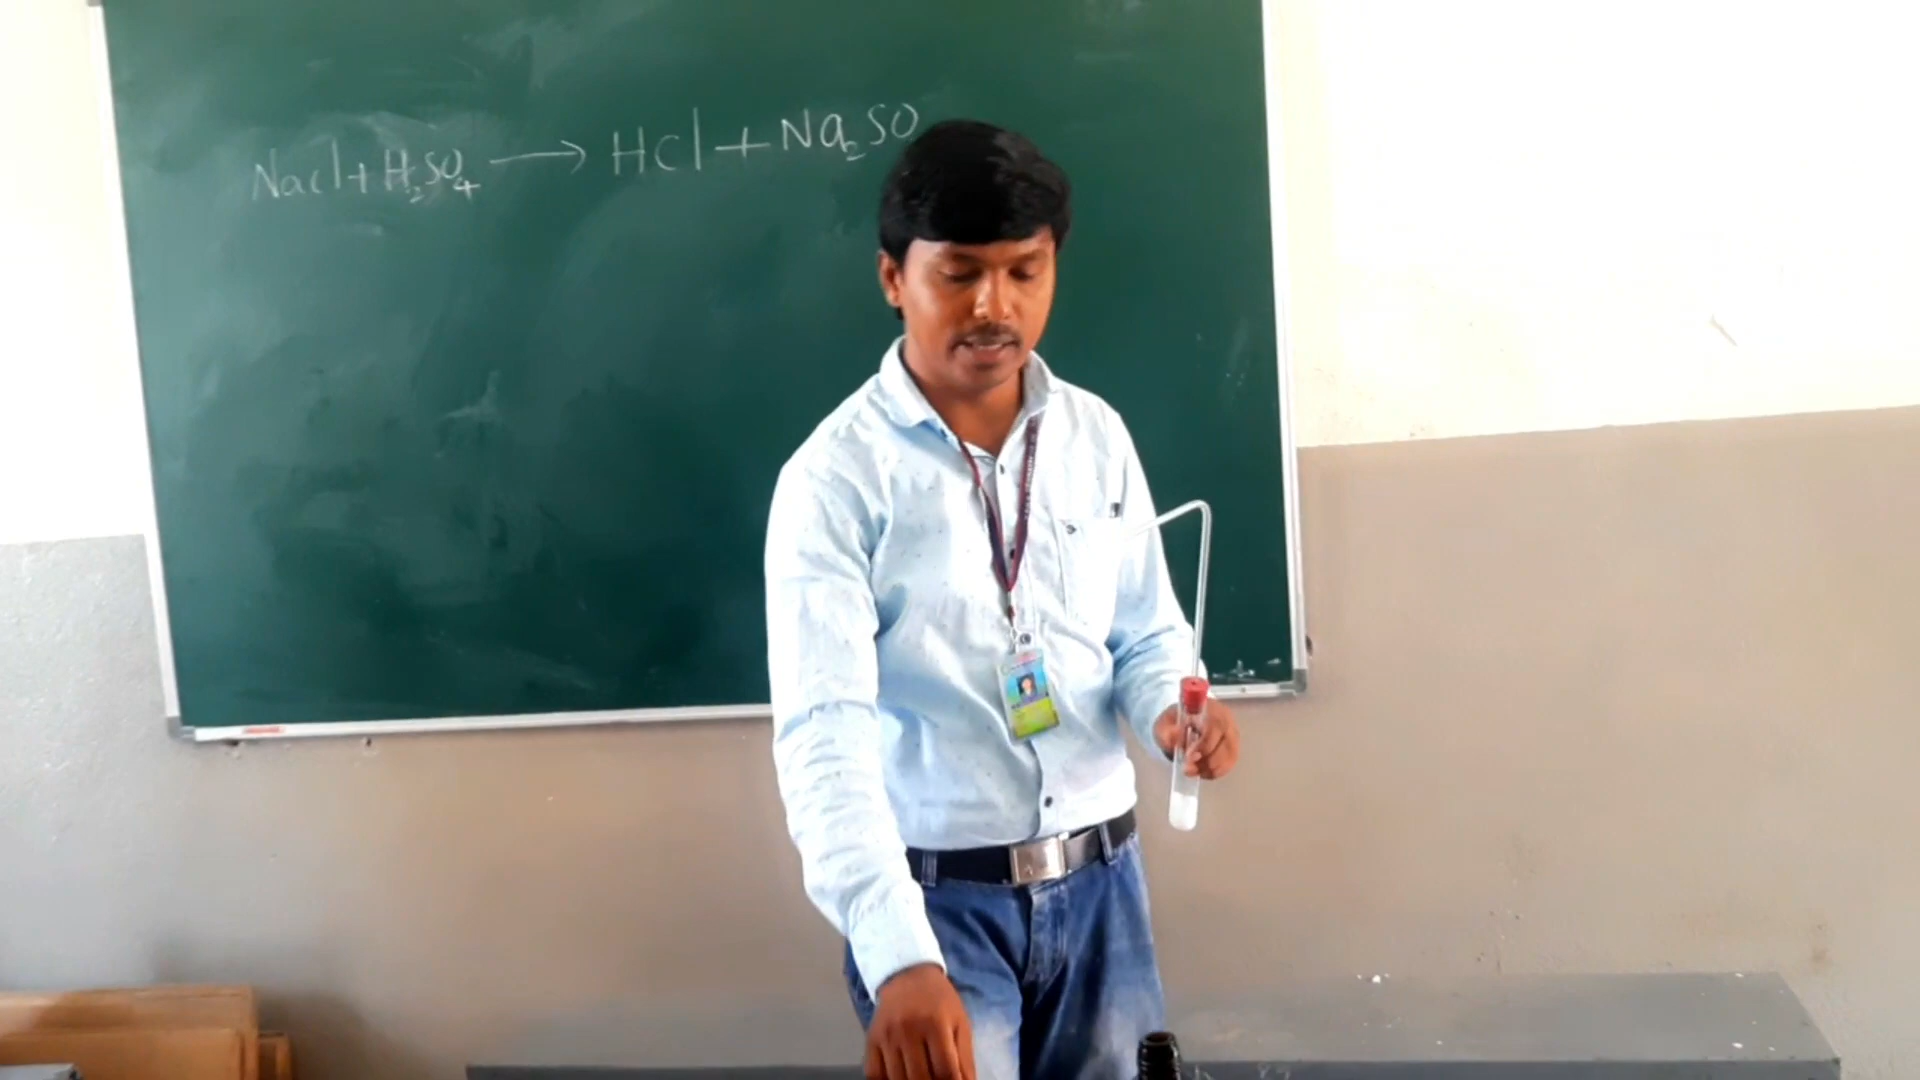 Nacl + H₂SO₄ → HCl + Na₂SO